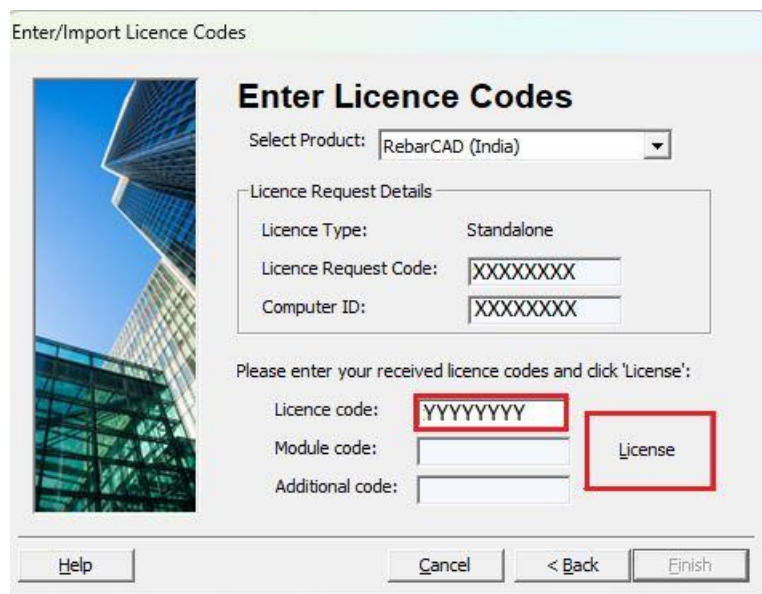 Enter/Import Licence Codes
Enter Licence Codes
Select Product: RebarCAD (India)
Licence Request Details
Licence Type: Standalone
Licence Request Code: XXXXXXXX
Computer ID: XXXXXXXX
Please enter your received licence codes and click 'License':
Licence code: YYYYYYYY
Module code:
License
Additional code:
Help Cancel < Back Finish